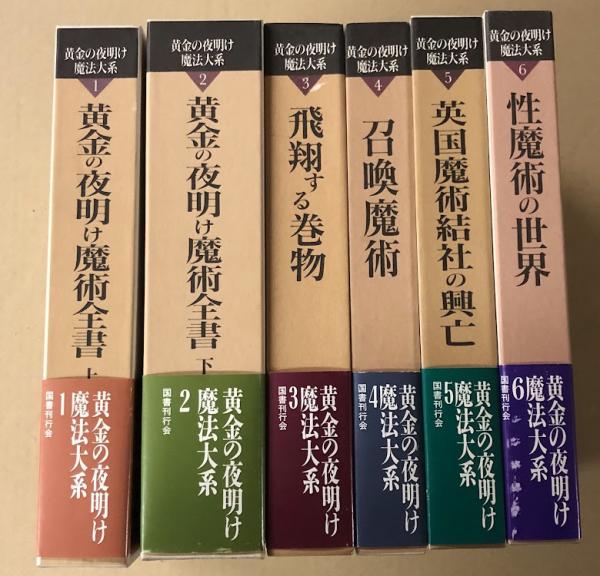 黄金の夜明け
魔法大系
1
黄金の夜明け魔術全書 上
黄金の夜明け
魔法大系
1
国書刊行会
黄金の夜明け
魔法大系
2
黄金の夜明け魔術全書 下
黄金の夜明け
魔法大系
2
国書刊行会
黄金の夜明け
魔法大系
3
飛翔する巻物
黄金の夜明け
魔法大系
3
国書刊行会
黄金の夜明け
魔法大系
4
召喚魔術
黄金の夜明け
魔法大系
4
国書刊行会
黄金の夜明け
魔法大系
5
英国魔術結社の興亡
黄金の夜明け
魔法大系
5
国書刊行会
黄金の夜明け
魔法大系
6
性魔術の世界
黄金の夜明け
魔法大系
6
国書刊行会